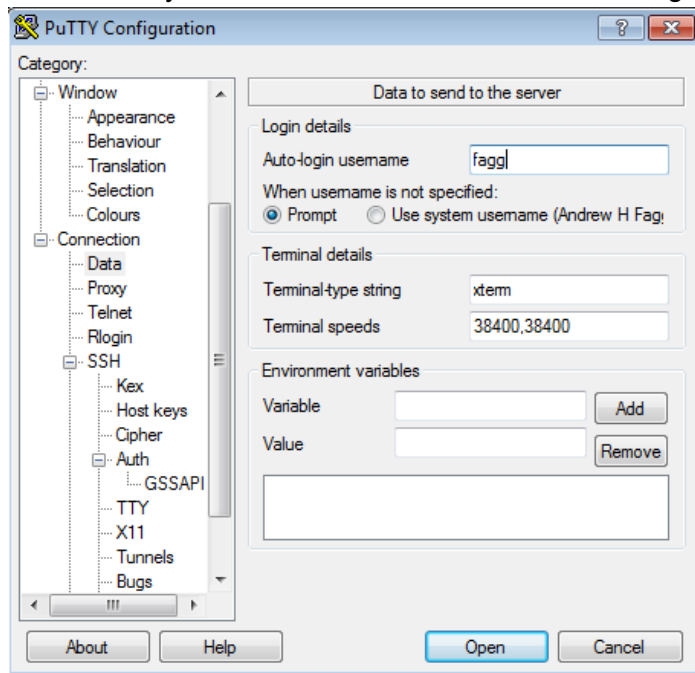 PuTTY Configuration
Category:
Window
Appearance
Behaviour
Translation
Selection
Colours
Connection
Data
Proxy
Telnet
Rlogin
SSH
Kex
Host keys
Cipher
Auth
GSSAPI
TTY
X11
Tunnels
Bugs
Data to send to the server
Login details
Auto-login username fagg
When username is not specified:
Prompt Use system username (Andrew H Fagg
Terminal details
Terminal-type string xterm
Terminal speeds 38400,38400
Environment variables
Variable Add
Value Remove
About Help Open Cancel